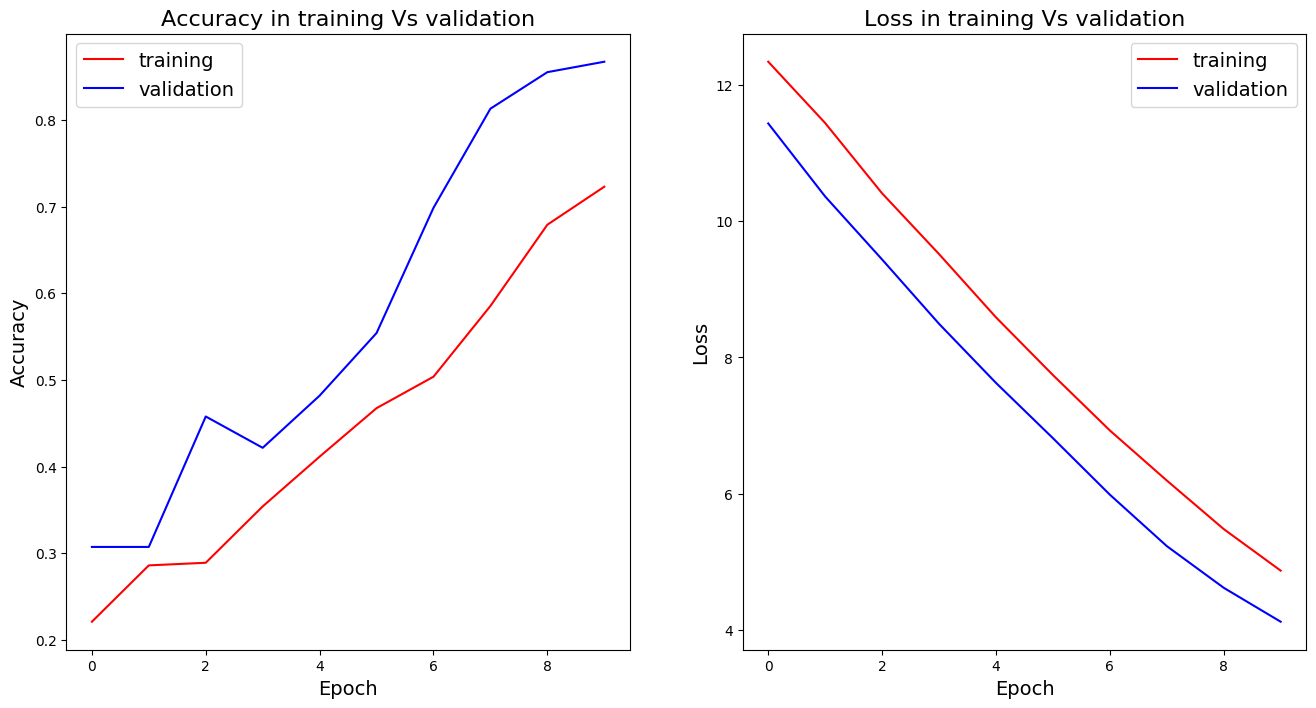 Accuracy in training Vs validation
training
validation
Accuracy
0.8
0.7
0.6
0.5
0.4
0.3
0.2
0
2
4
6
8
Epoch
Loss in training Vs validation
training
validation
Loss
12
10
8
6
4
0
2
4
6
8
Epoch